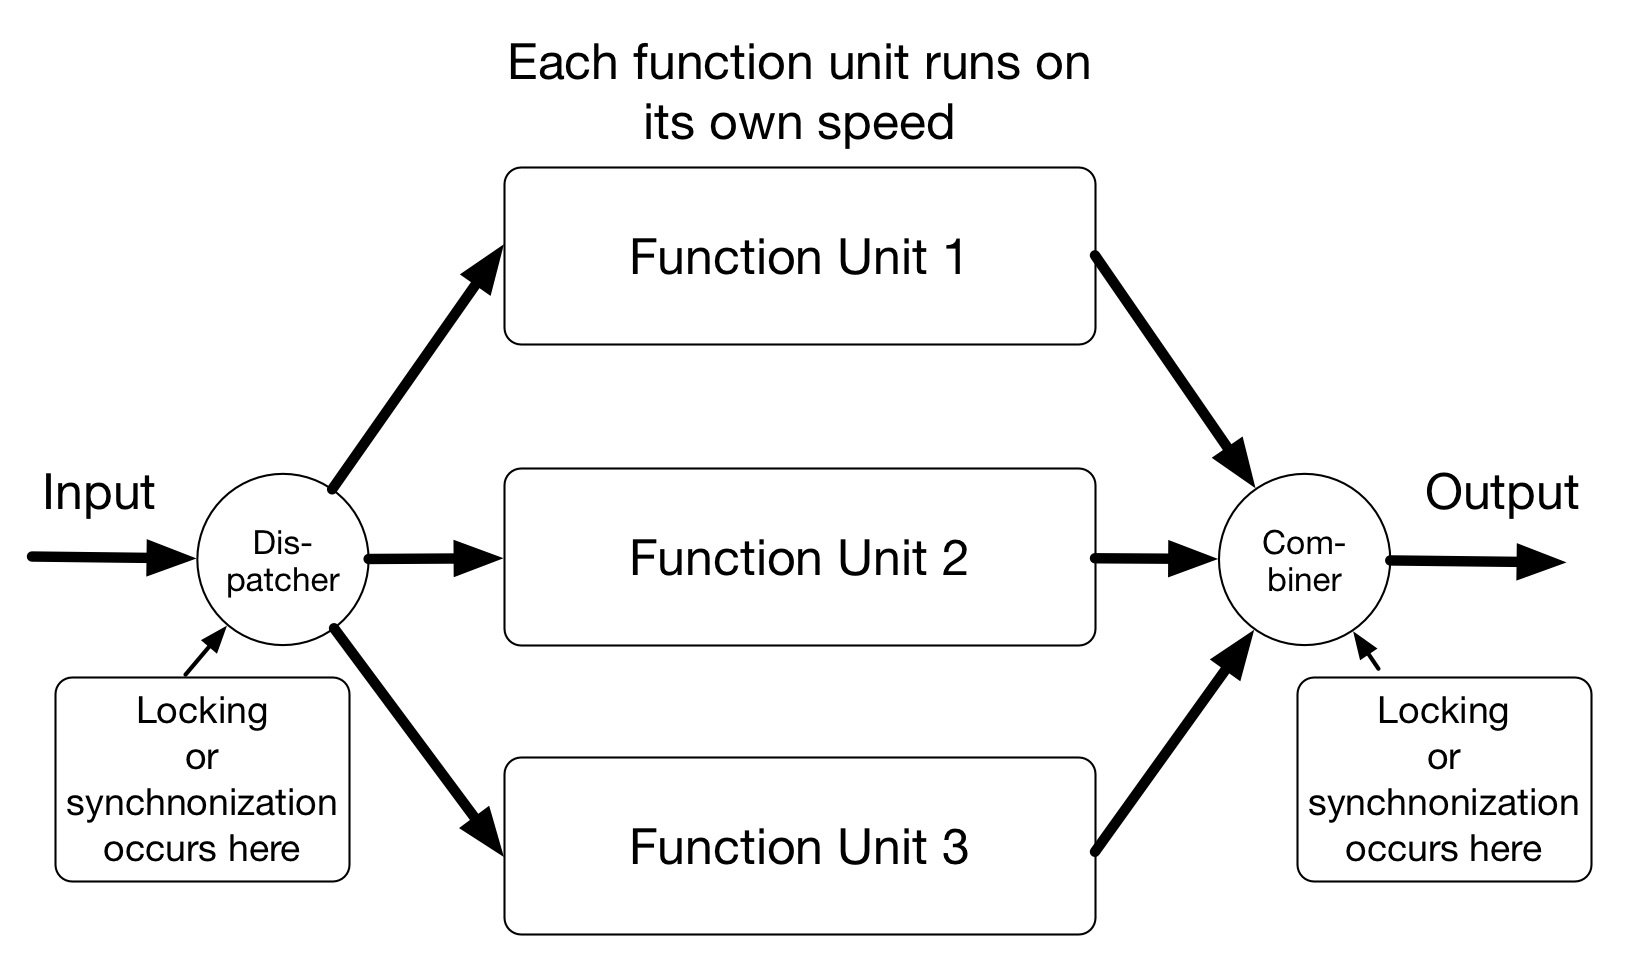 Each function unit runs on
its own speed
Function Unit 1
Input
Dis-
patcher
Function Unit 2
Com-
biner
Output
Locking
or
synchnonization
occurs here
Function Unit 3
Locking
or
synchnonization
occurs here